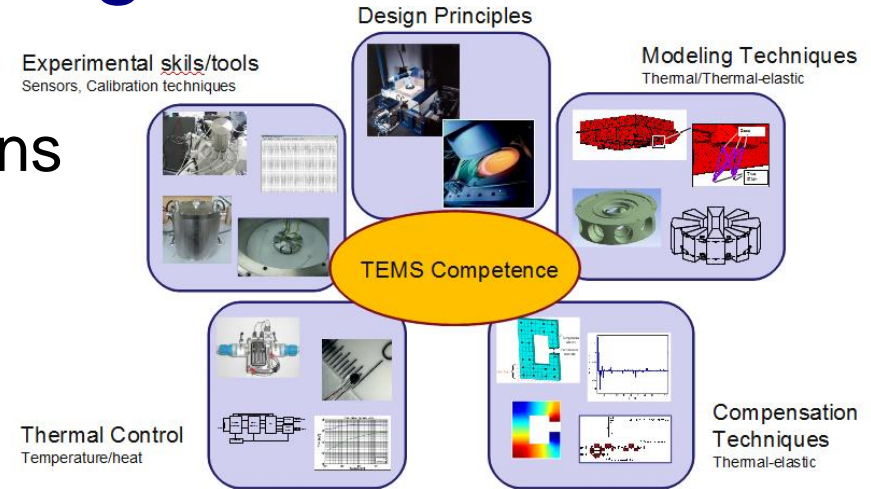 Design Principles
Experimental skils/tools
Sensors, Calibration techniques
Modeling Techniques
Thermal/Thermal-elastic
ns
TEMS Competence
Thermal Control
Temperature/heat
Compensation
Techniques
Thermal-elastic